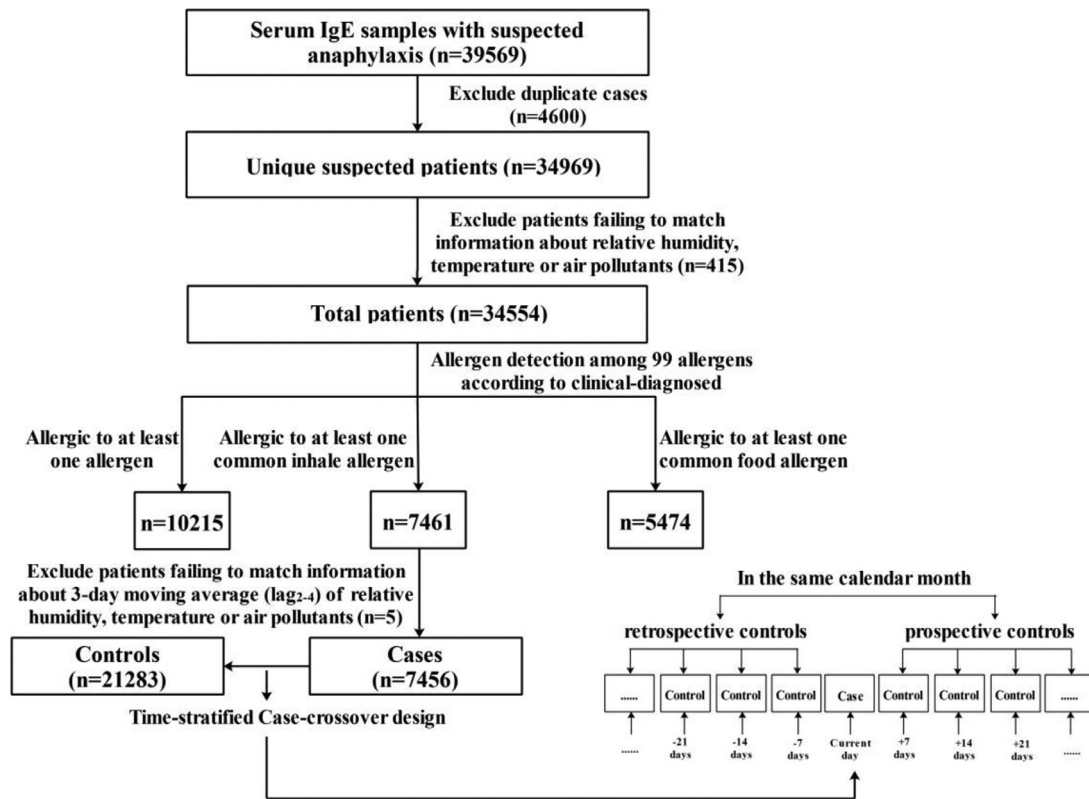 Serum IgE samples with suspected
anaphylaxis (n=39569)
Exclude duplicate cases
(n=4600)
Unique suspected patients (n=34969)
Exclude patients failing to match
information about relative humidity,
temperature or air pollutants (n=415)
Total patients (n=34554)
Allergen detection among 99 allergens
according to clinical-diagnosed
Allergic to at least
one allergen
Allergic to at least one
common inhale allergen
Allergic to at least one
common food allergen
n=10215
n=7461
n=5474
Exclude patients failing to match information
about 3-day moving average (lag₂₋₄) of relative
humidity, temperature or air pollutants (n=5)
Controls
(n=21283)
Cases
(n=7456)
Time-stratified Case-crossover design
In the same calendar month
retrospective controls
prospective controls
......
Control
Control
Control
Case
Control
Control
Control
......
......
-21
days
-14
days
-7
days
Current
day
+7
days
+14
days
+21
days
......